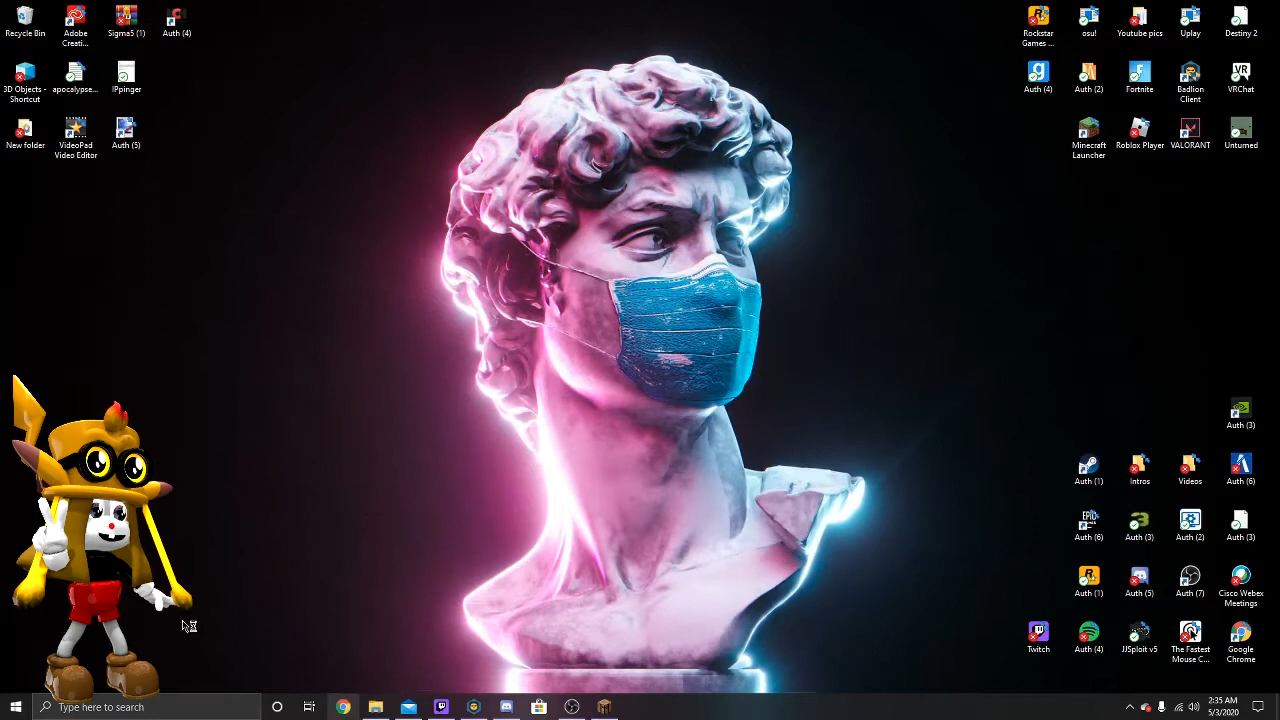 Recycle Bin
Adobe
Creati...
Sigma5 (1)
Auth (4)
3D Objects -
Shortcut
apocalypse...
IPpinger
New folder
VideoPad
Video Editor
Auth (5)
Rockstar
Games ...
osu!
Youtube pics
Uplay
Destiny 2
Auth (4)
Auth (2)
Fortnite
Badlion
Client
VR
VRChat
Minecraft
Launcher
Roblox Player
VALORANT
Unturned
Auth (3)
Auth (1)
Intros
Videos
Auth (6)
EPIC
Auth (6)
Auth (3)
Auth (2)
Auth (3)
Auth (1)
Auth (5)
Auth (7)
Cisco Webex
Meetings
Twitch
Auth (4)
JJSploit v5
The Fastest
Mouse C...
Google
Chrome
Type here to search
2:35 AM
5/3/2020